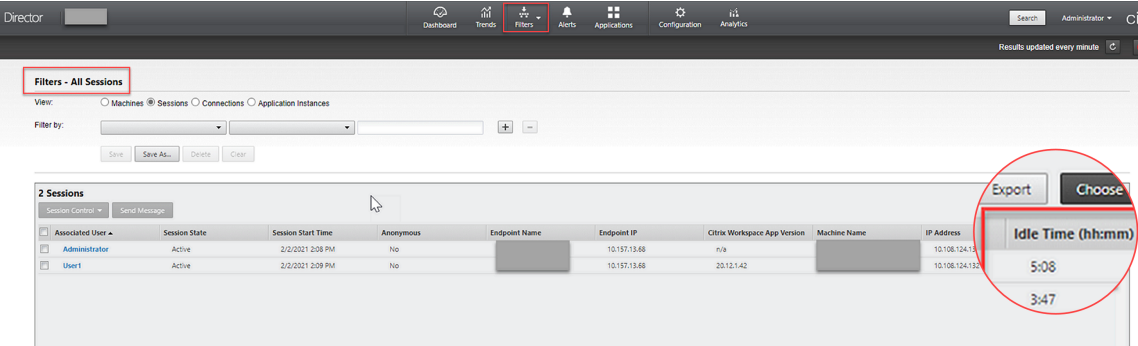 Director
Dashboard Trends Filters Alerts Applications Configuration Analytics
Search Administrator
Results updated every minute
Filters - All Sessions
View: Machines Sessions Connections Application Instances
Filter by:
Save Save As... Delete Clear
2 Sessions
Session Control Send Message Export Choose
Associated User Session State Session Start Time Anonymous Endpoint Name Endpoint IP Citrix Workspace App Version Machine Name IP Address Idle Time (hh:mm)
Administrator Active 2/2/2021 2:08 PM No 10.157.13.68 n/a 10.108.124.13 5:08
User1 Active 2/2/2021 2:09 PM No 10.157.13.68 20.12.1.42 10.108.124.132 3:47